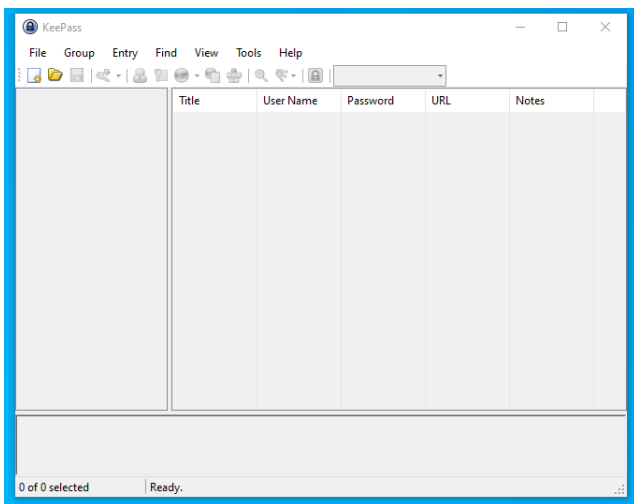 KeePass
File Group Entry Find View Tools Help
Title User Name Password URL Notes
0 of 0 selected Ready.